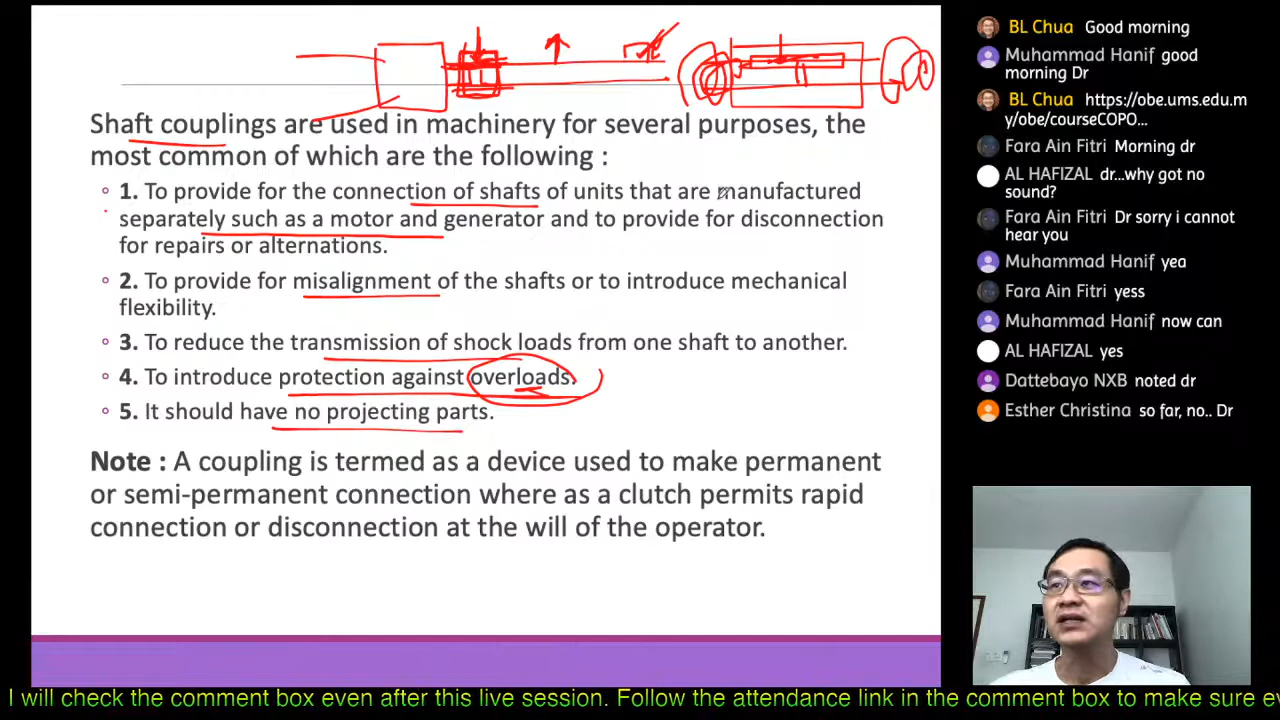 Shaft couplings are used in machinery for several purposes, the
most common of which are the following :
1. To provide for the connection of shafts of units that are manufactured
separately such as a motor and generator and to provide for disconnection
for repairs or alternations.
2. To provide for misalignment of the shafts or to introduce mechanical
flexibility.
3. To reduce the transmission of shock loads from one shaft to another.
4. To introduce protection against overloads.
5. It should have no projecting parts.
Note : A coupling is termed as a device used to make permanent
or semi-permanent connection where as a clutch permits rapid
connection or disconnection at the will of the operator.
BL Chua Good morning
Muhammad Hanif good
morning Dr
BL Chua https://obe.ums.edu.m
y/obe/courseCOPO...
Fara Ain Fitri Morning dr
AL HAFIZAL dr...why got no
sound?
Fara Ain Fitri Dr sorry i cannot
hear you
Muhammad Hanif yea
Fara Ain Fitri yess
Muhammad Hanif now can
AL HAFIZAL yes
Dattebayo NXB noted dr
Esther Christina so far, no.. Dr
I will check the comment box even after this live session. Follow the attendance link in the comment box to make sure e